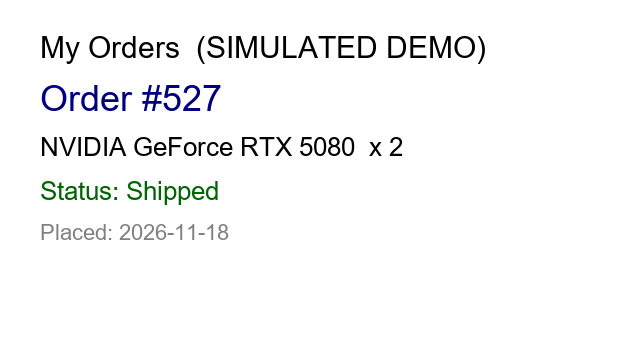 My Orders  (SIMULATED DEMO)
Order #527
NVIDIA GeForce RTX 5080  x 2
Status: Shipped
Placed: 2026-11-18